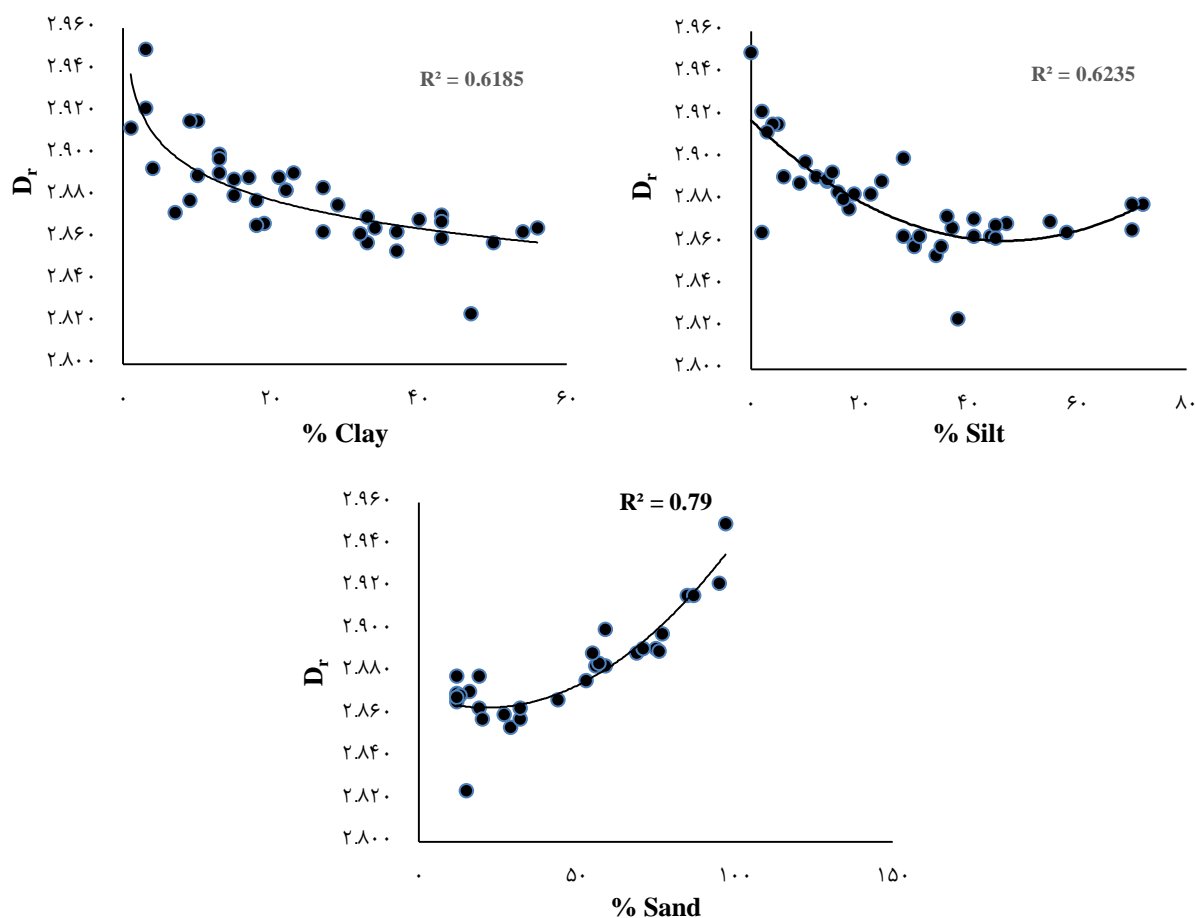 R² = 0.6185
Dᵣ
۲.۹۶۰
۲.۹۴۰
۲.۹۲۰
۲.۹۰۰
۲.۸۸۰
۲.۸۶۰
۲.۸۴۰
۲.۸۲۰
۲.۸۰۰
۰ ۲۰ ۴۰ ۶۰
% Clay
R² = 0.6235
Dᵣ
۲.۹۶۰
۲.۹۴۰
۲.۹۲۰
۲.۹۰۰
۲.۸۸۰
۲.۸۶۰
۲.۸۴۰
۲.۸۲۰
۲.۸۰۰
۰ ۲۰ ۴۰ ۶۰ ۸۰
% Silt
R² = 0.79
Dᵣ
۲.۹۶۰
۲.۹۴۰
۲.۹۲۰
۲.۹۰۰
۲.۸۸۰
۲.۸۶۰
۲.۸۴۰
۲.۸۲۰
۲.۸۰۰
۰ ۵۰ ۱۰۰ ۱۵۰
% Sand